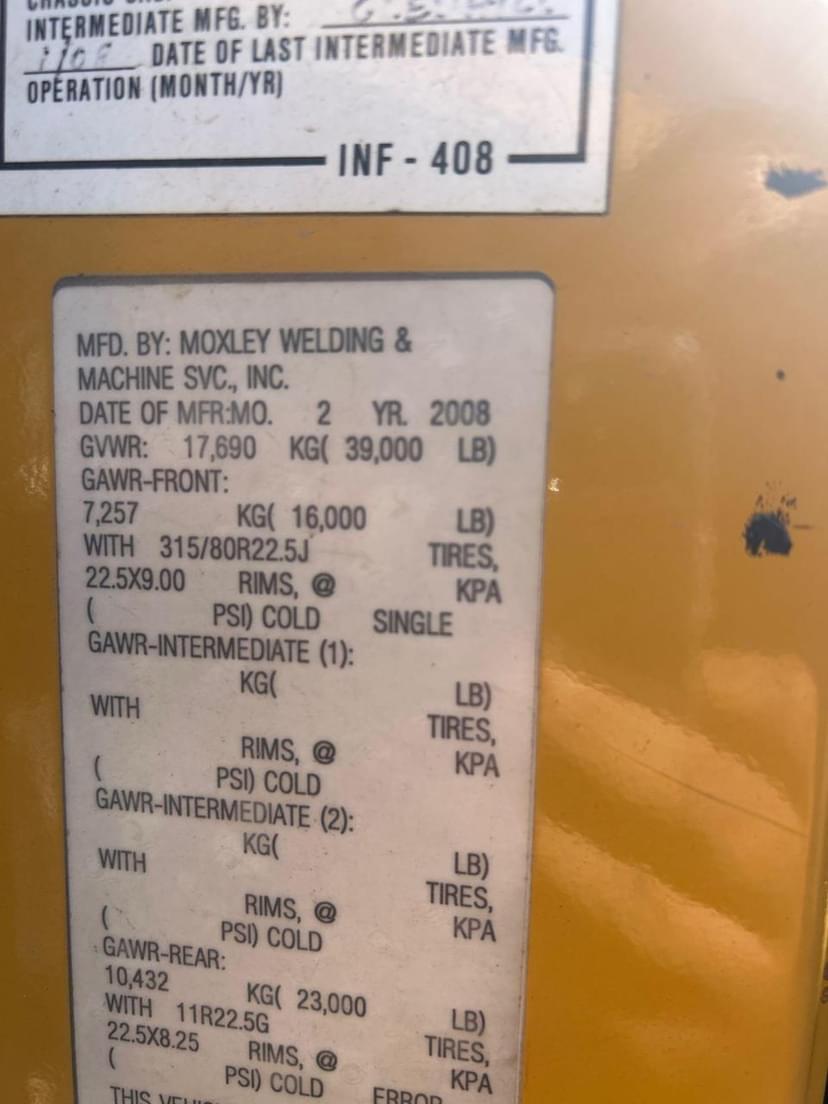 INTERMEDIATE MFG. BY:
DATE OF LAST INTERMEDIATE MFG.
OPERATION (MONTH/YR)
INF - 408
MFD. BY: MOXLEY WELDING &
MACHINE SVC., INC.
DATE OF MFR:MO. 2 YR. 2008
GVWR: 17,690 KG( 39,000 LB)
GAWR-FRONT:
7,257 KG( 16,000 LB)
WITH 315/80R22.5J TIRES,
22.5X9.00 RIMS, @ KPA
( PSI) COLD SINGLE
GAWR-INTERMEDIATE (1):
KG( LB)
WITH TIRES,
RIMS, @ KPA
( PSI) COLD
GAWR-INTERMEDIATE (2):
KG( LB)
WITH TIRES,
RIMS, @ KPA
( PSI) COLD
GAWR-REAR:
10,432 KG( 23,000 LB)
WITH 11R22.5G TIRES,
22.5X8.25 RIMS, @ KPA
( PSI) COLD ERROR
THIS